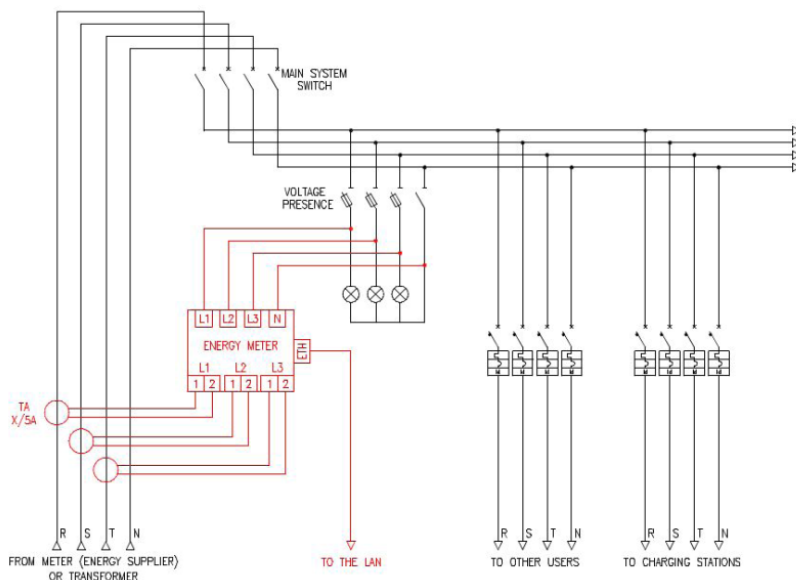 MAIN SYSTEM
SWITCH
VOLTAGE
PRESENCE
L1 L2 L3 N
ENERGY METER
ETH
L1 L2 L3
1 2 1 2 1 2
TA
X/5A
R S T N
FROM METER (ENERGY SUPPLIER)
OR TRANSFORMER
TO THE LAN
R S T N
TO OTHER USERS
R S T N
TO CHARGING STATIONS